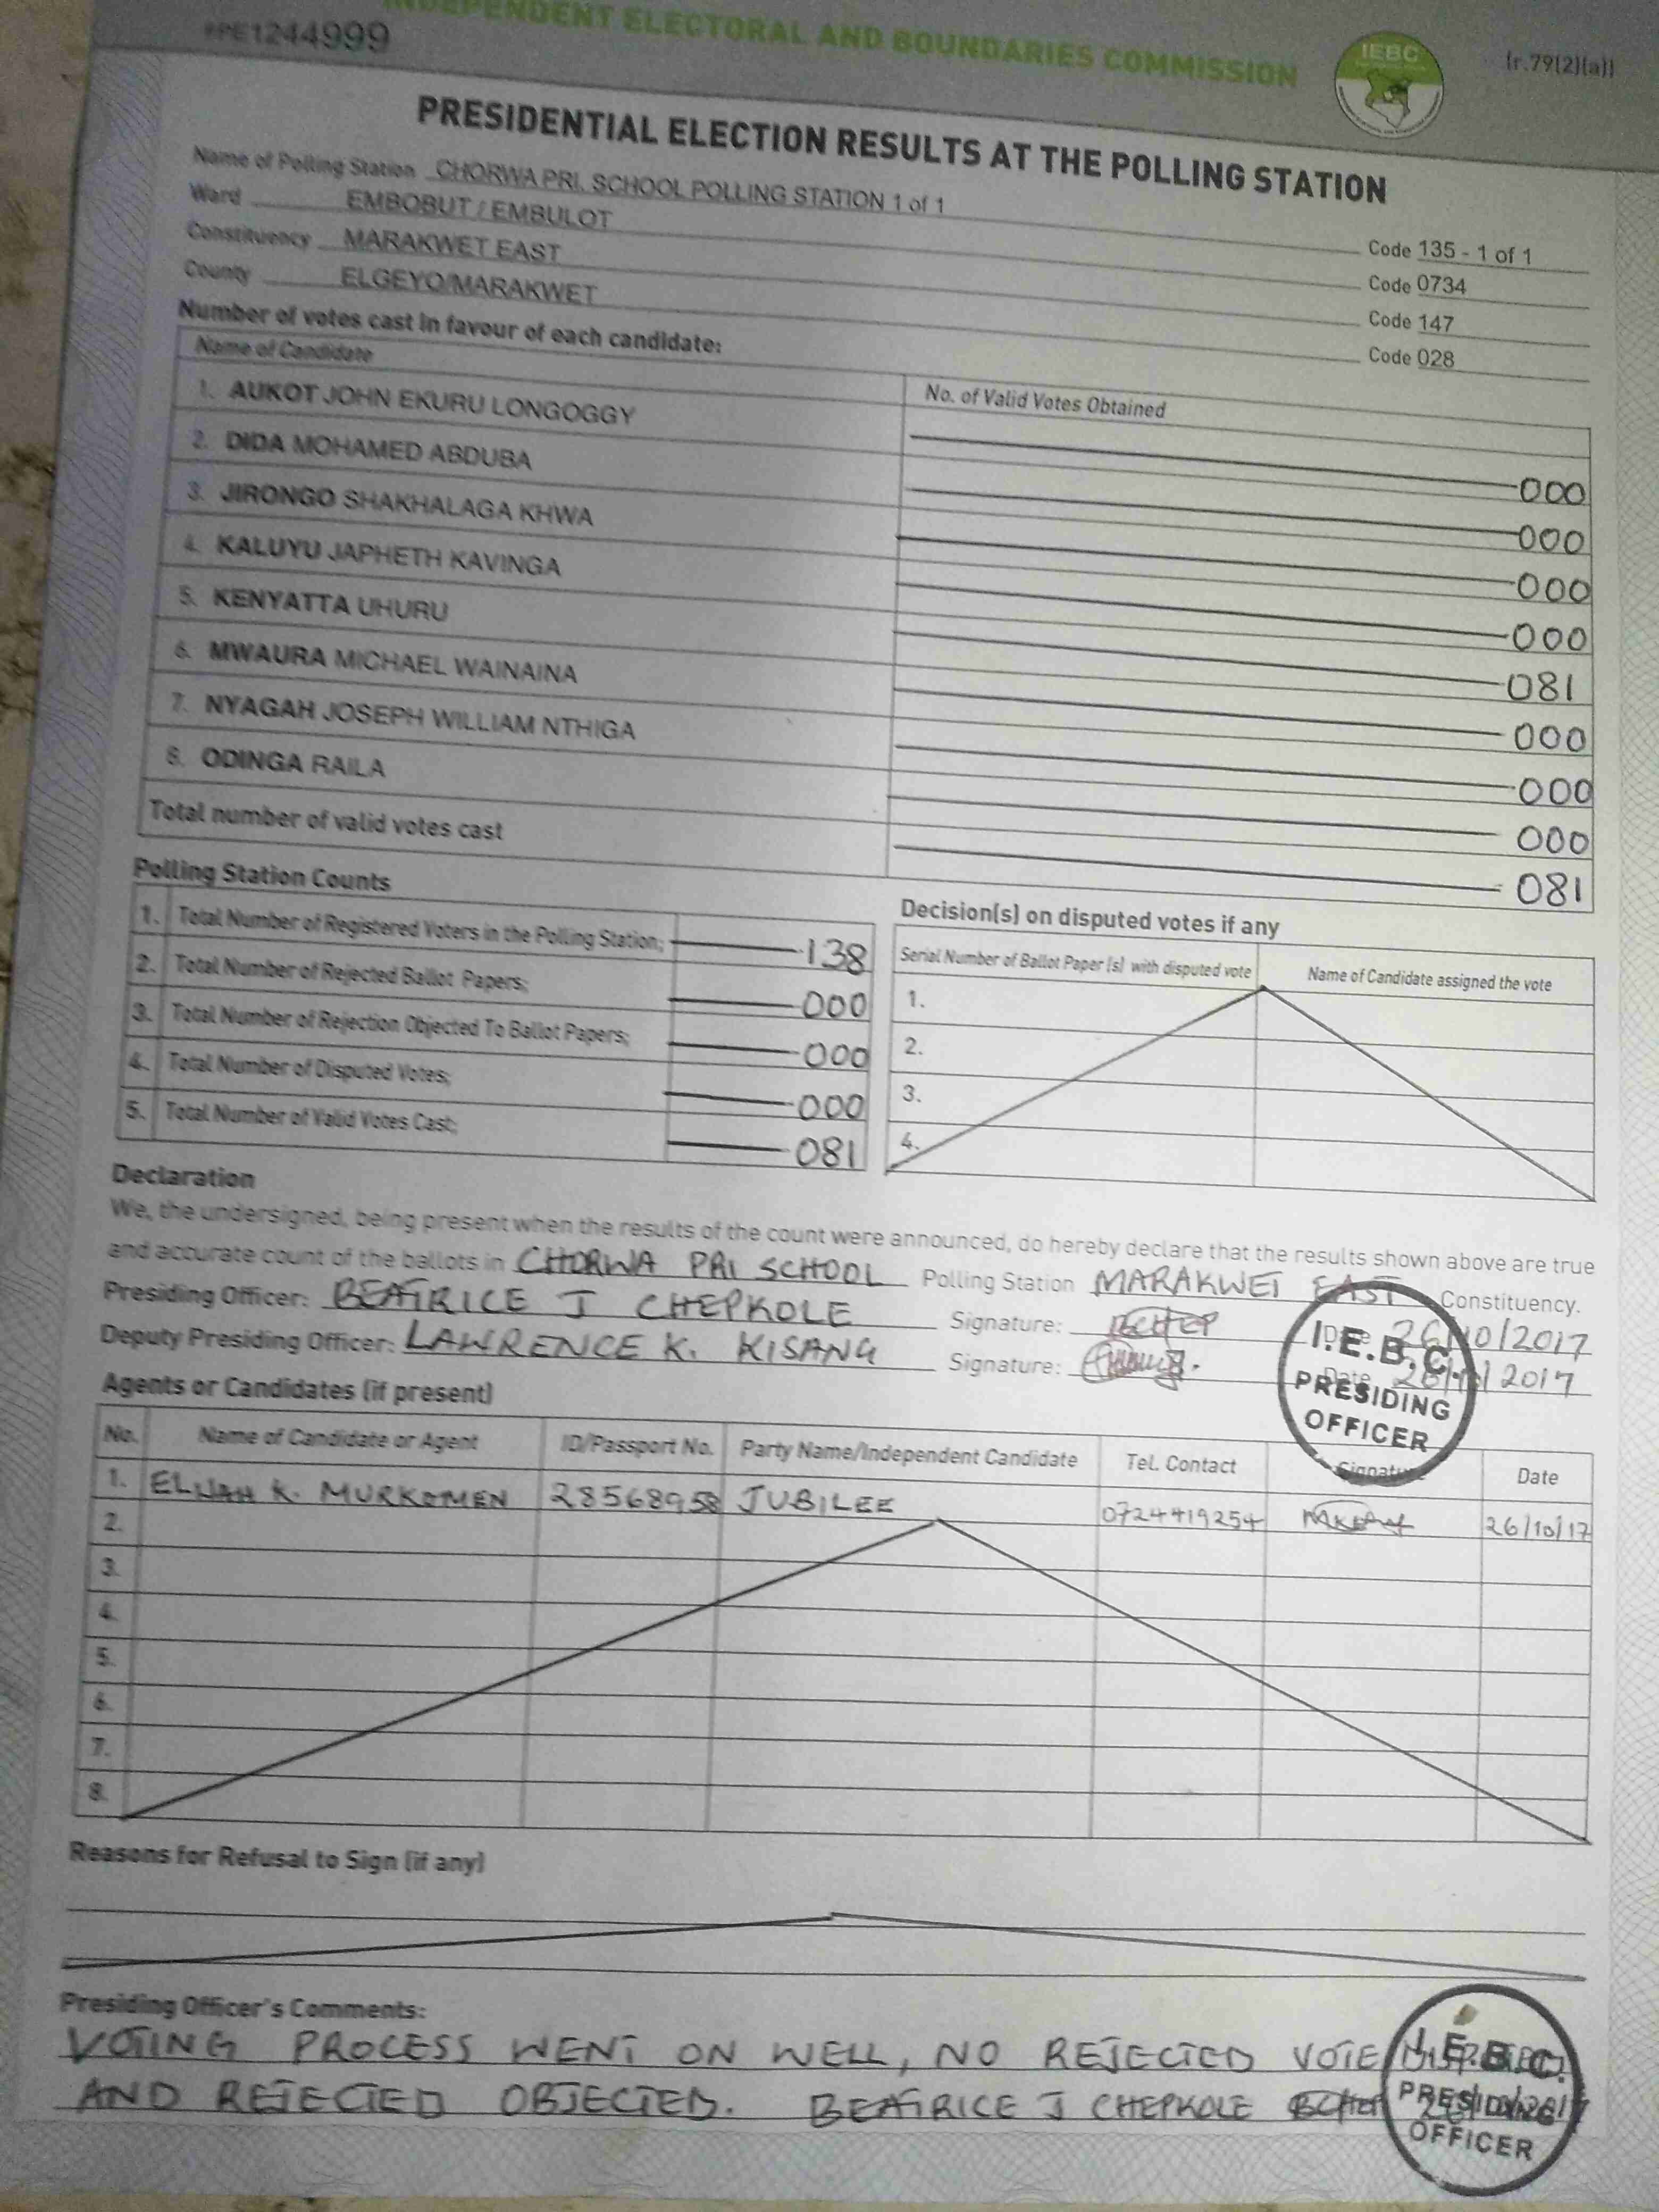 INDEPENDENT ELECTORAL AND BOUNDARIES COMMISSION
PE1244999
IEBC
(r.79(2)(a))
PRESIDENTIAL ELECTION RESULTS AT THE POLLING STATION
Name of Polling Station CHORWA PRI. SCHOOL POLLING STATION 1 of 1 Code 135 - 1 of 1
Ward EMBOBUT / EMBULOT Code 0734
Constituency MARAKWET EAST Code 147
County ELGEYO/MARAKWET Code 028
Number of votes cast in favour of each candidate:
Name of Candidate No. of Valid Votes Obtained
1. AUKOT JOHN EKURU LONGOGGY 000
2. DIDA MOHAMED ABDUBA 000
3. JIRONGO SHAKHALAGA KHWA 000
4. KALUYU JAPHETH KAVINGA 000
5. KENYATTA UHURU 081
6. MWAURA MICHAEL WAINAINA 000
7. NYAGAH JOSEPH WILLIAM NTHIGA 000
8. ODINGA RAILA 000
Total number of valid votes cast 081
Polling Station Counts
1. Total Number of Registered Voters in the Polling Station; 138
2. Total Number of Rejected Ballot Papers; 000
3. Total Number of Rejection Objected To Ballot Papers; 000
4. Total Number of Disputed Votes; 000
5. Total Number of Valid Votes Cast; 081
Decision(s) on disputed votes if any
Serial Number of Ballot Paper (s) with disputed vote Name of Candidate assigned the vote
1.
2.
3.
4.
Declaration
We, the undersigned, being present when the results of the count were announced, do hereby declare that the results shown above are true
and accurate count of the ballots in CHORWA PRI SCHOOL Polling Station MARAKWET EAST Constituency.
Presiding Officer: BEATRICE J CHEPKOLE Signature: BCHEP Date 26/10/2017
Deputy Presiding Officer: LAWRENCE K. KISANG Signature: Date 26/10/2017
I.E.B.C.
PRESIDING
OFFICER
Agents or Candidates (if present)
No. Name of Candidate or Agent ID/Passport No. Party Name/Independent Candidate Tel. Contact Signature Date
1. ELIJAH K. MURKOMEN 28568958 JUBILEE 0724419254 26/10/17
2.
3.
4.
5.
6.
7.
8.
Reasons for Refusal to Sign (if any)
Presiding Officer's Comments:
VOTING PROCESS WENT ON WELL, NO REJECTED VOTE DISPUTED
AND REJECTED OBJECTED. BEATRICE J CHEPKOLE BCHEP 26/10/2017
I.E.B.C.
PRESIDING
OFFICER